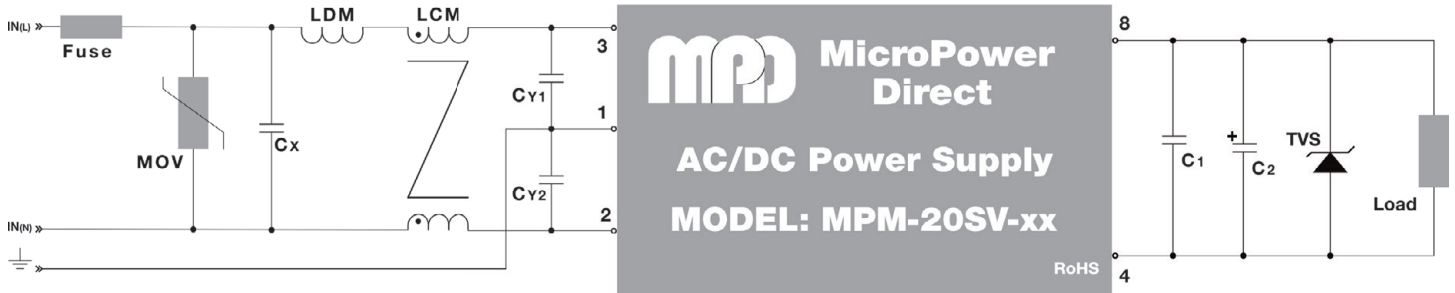 IN(L)
Fuse
MOV
CX
LDM
LCM
CY1
CY2
IN(N)
3
1
2
MPD
MicroPower
Direct
AC/DC Power Supply
MODEL: MPM-20SV-xx
RoHS
8
4
C1
+
C2
TVS
Load